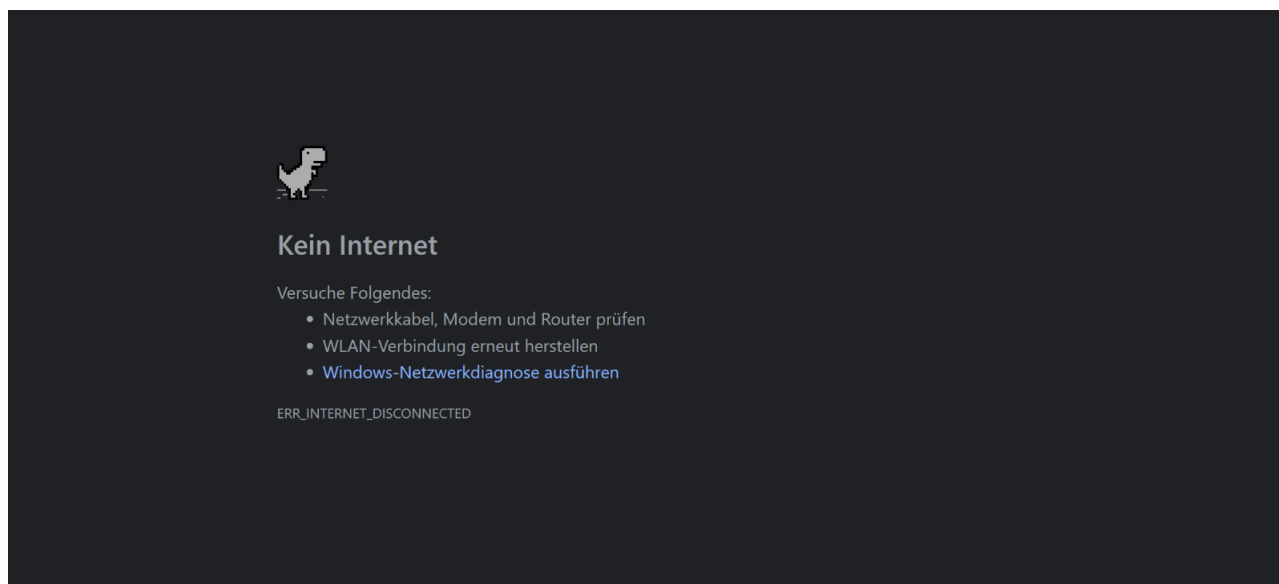 Kein Internet
Versuche Folgendes:
• Netzwerkkabel, Modem und Router prüfen
• WLAN-Verbindung erneut herstellen
• Windows-Netzwerkdiagnose ausführen
ERR_INTERNET_DISCONNECTED